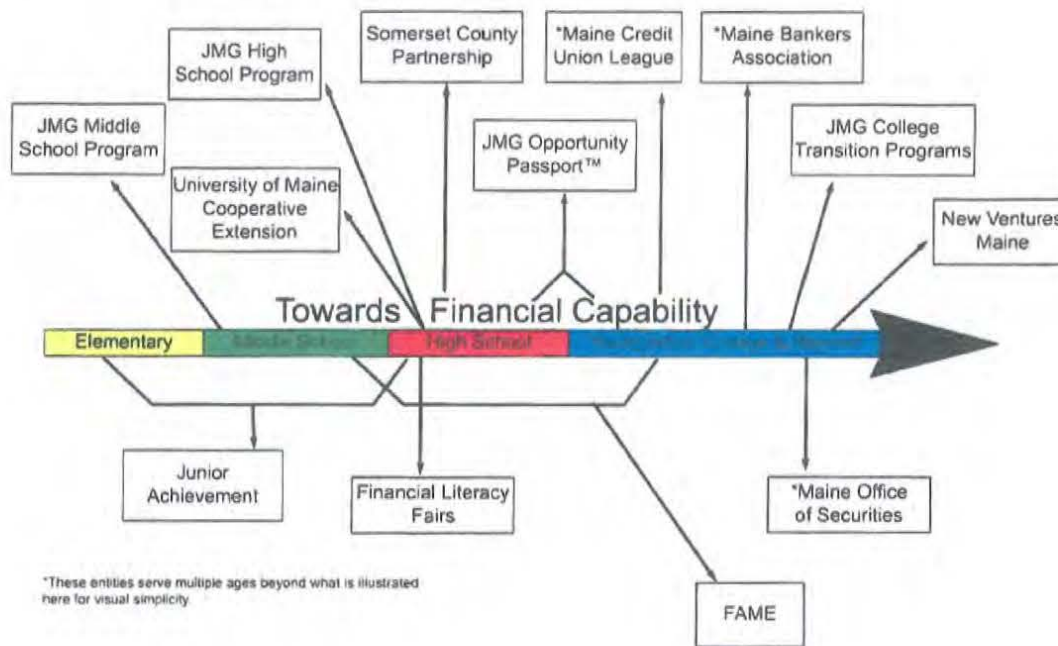 Somerset County
Partnership
*Maine Credit
Union League
*Maine Bankers
Association
JMG High
School Program
JMG Middle
School Program
JMG Opportunity
Passport™
JMG College
Transition Programs
University of Maine
Cooperative
Extension
New Ventures
Maine
Towards Financial Capability
Elementary
Middle School
High School
Junior
Achievement
Financial Literacy
Fairs
*Maine Office
of Securities
*These entities serve multiple ages beyond what is illustrated
here for visual simplicity
FAME